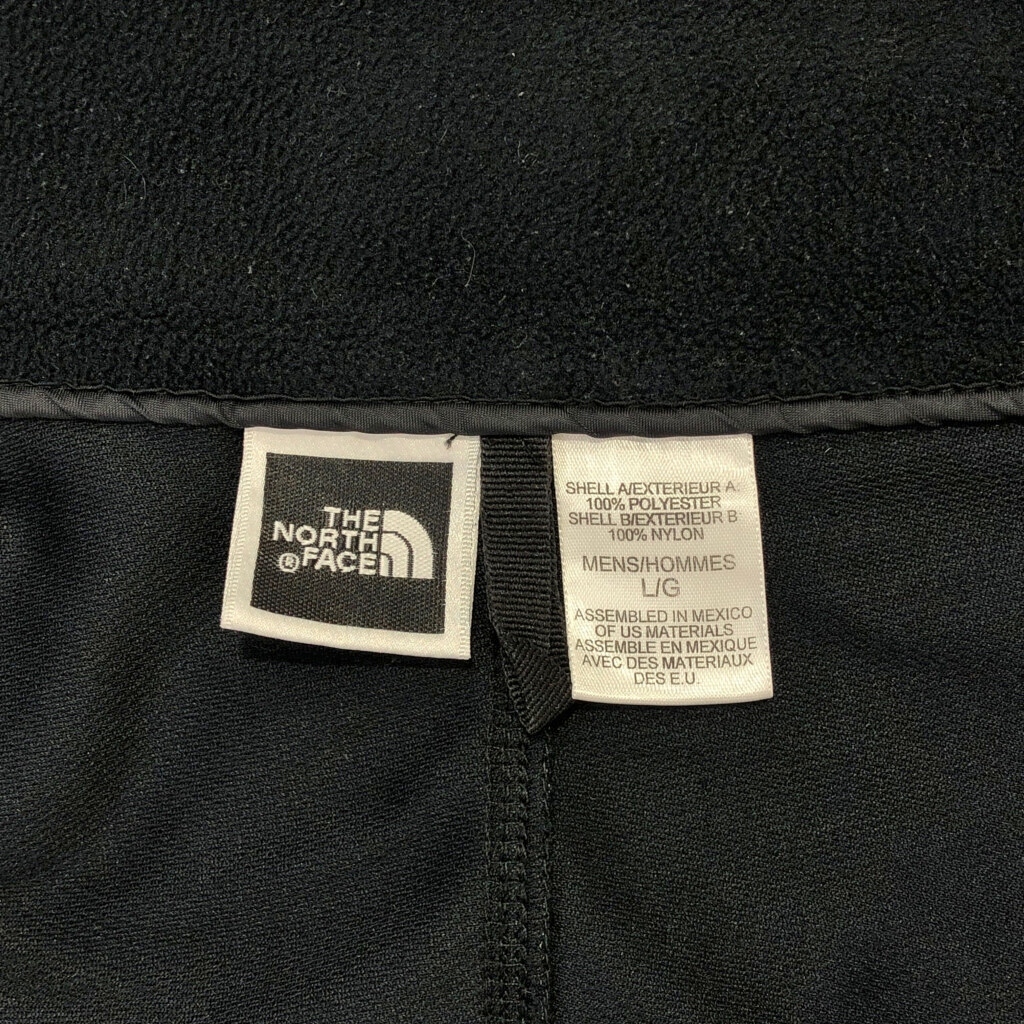 THE
NORTH
® FACE
SHELL A/EXTERIEUR A:
100% POLYESTER
SHELL B/EXTERIEUR B
100% NYLON
MENS/HOMMES
L/G
ASSEMBLED IN MEXICO
OF US MATERIALS
ASSEMBLE EN MEXIQUE
AVEC DES MATERIAUX
DES E.U.